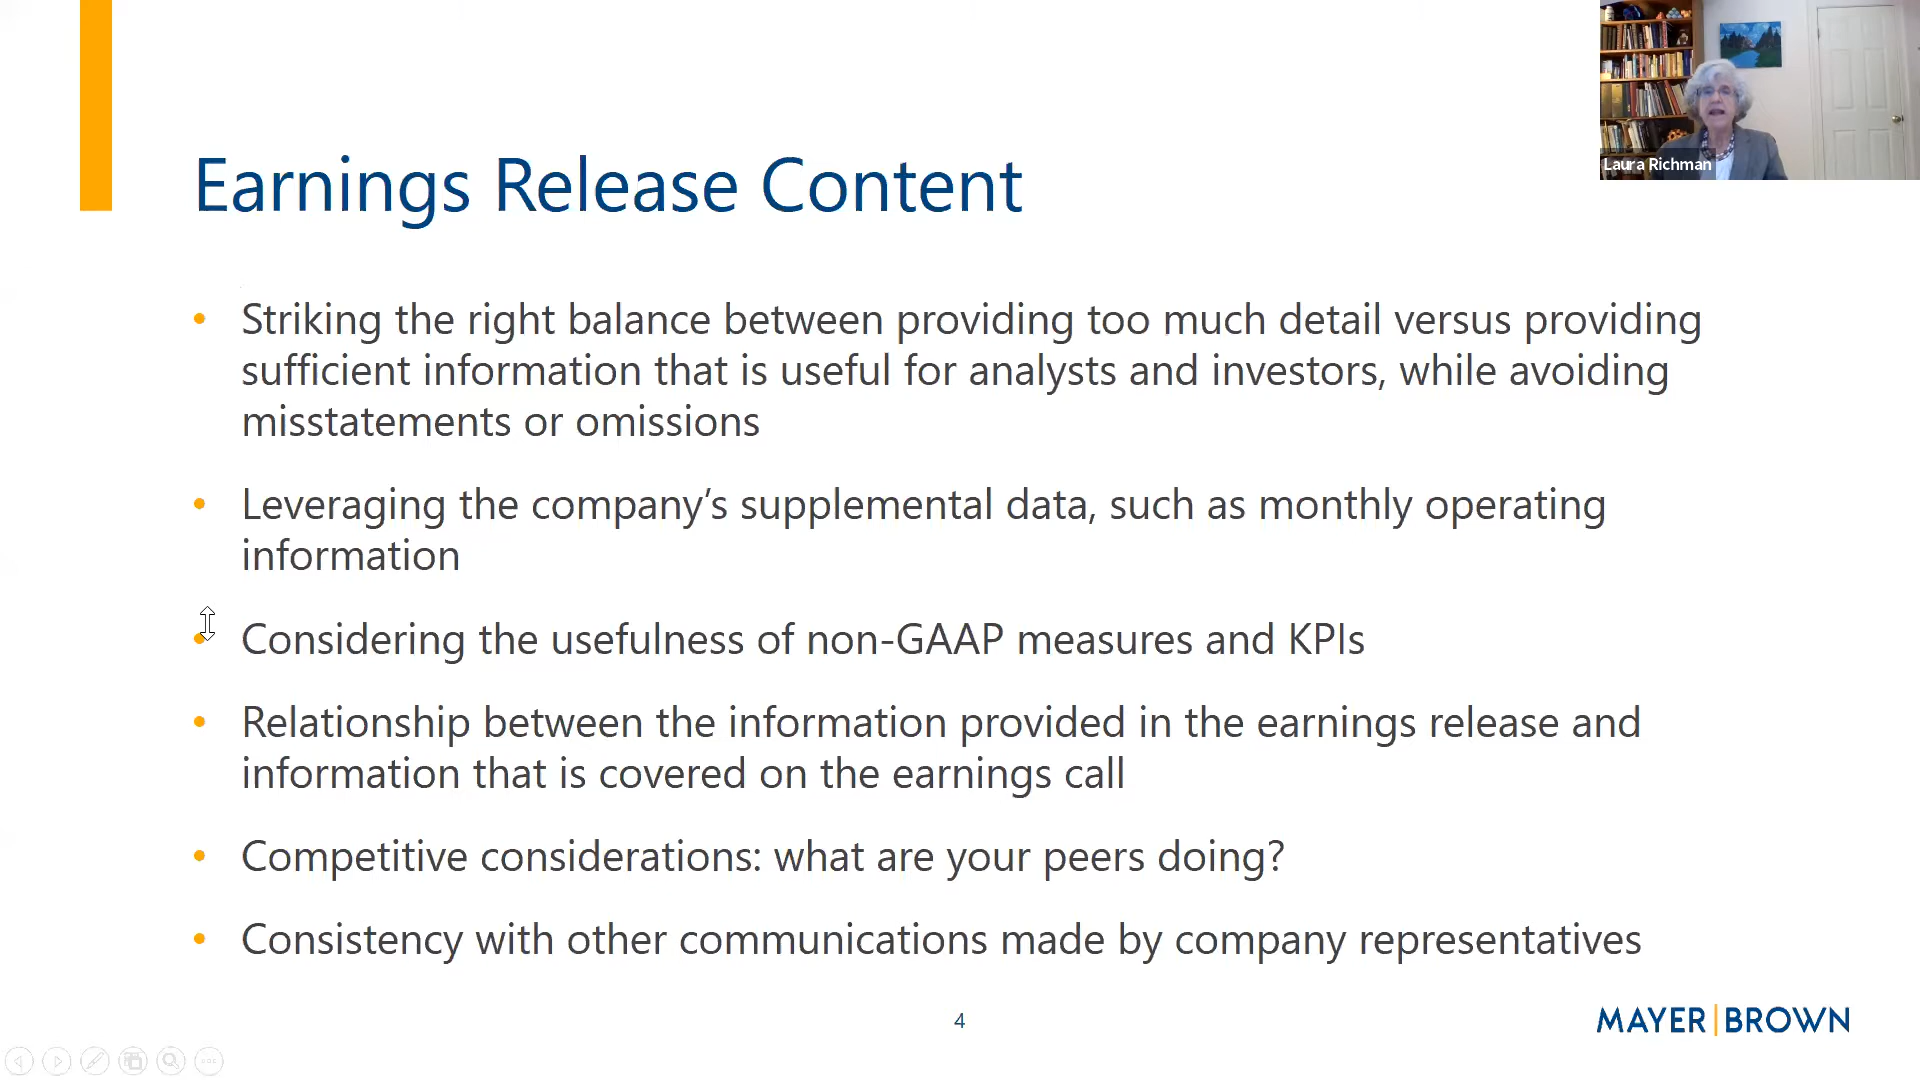 Laura Richman
Earnings Release Content
• Striking the right balance between providing too much detail versus providing
sufficient information that is useful for analysts and investors, while avoiding
misstatements or omissions
• Leveraging the company’s supplemental data, such as monthly operating
information
• Considering the usefulness of non-GAAP measures and KPIs
• Relationship between the information provided in the earnings release and
information that is covered on the earnings call
• Competitive considerations: what are your peers doing?
• Consistency with other communications made by company representatives
4
MAYER|BROWN